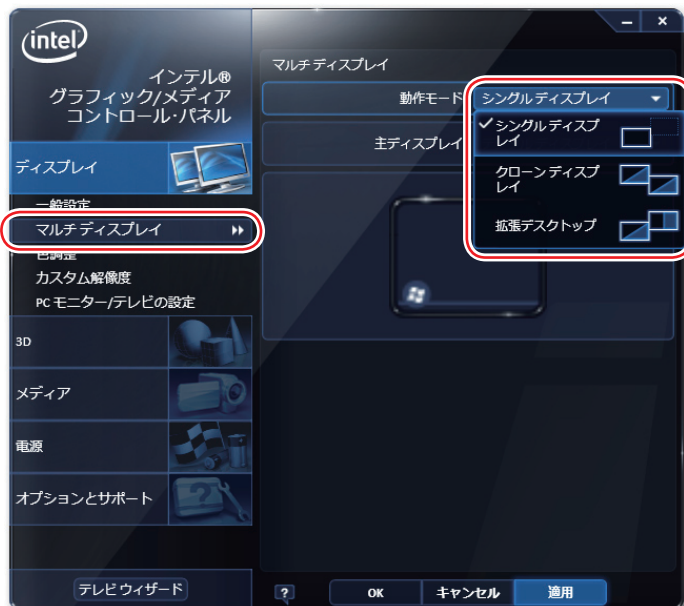 intel
インテル®
グラフィック/メディア
コントロール・パネル
ディスプレイ
一般設定
マルチ ディスプレイ
色調整
カスタム解像度
PC モニター/テレビの設定
3D
メディア
電源
オプションとサポート
テレビ ウィザード
マルチ ディスプレイ
動作モード
シングル ディスプレイ
シングル ディスプ
レイ
クローン ディスプ
レイ
拡張デスクトップ
主ディスプレイ
?
OK
キャンセル
適用